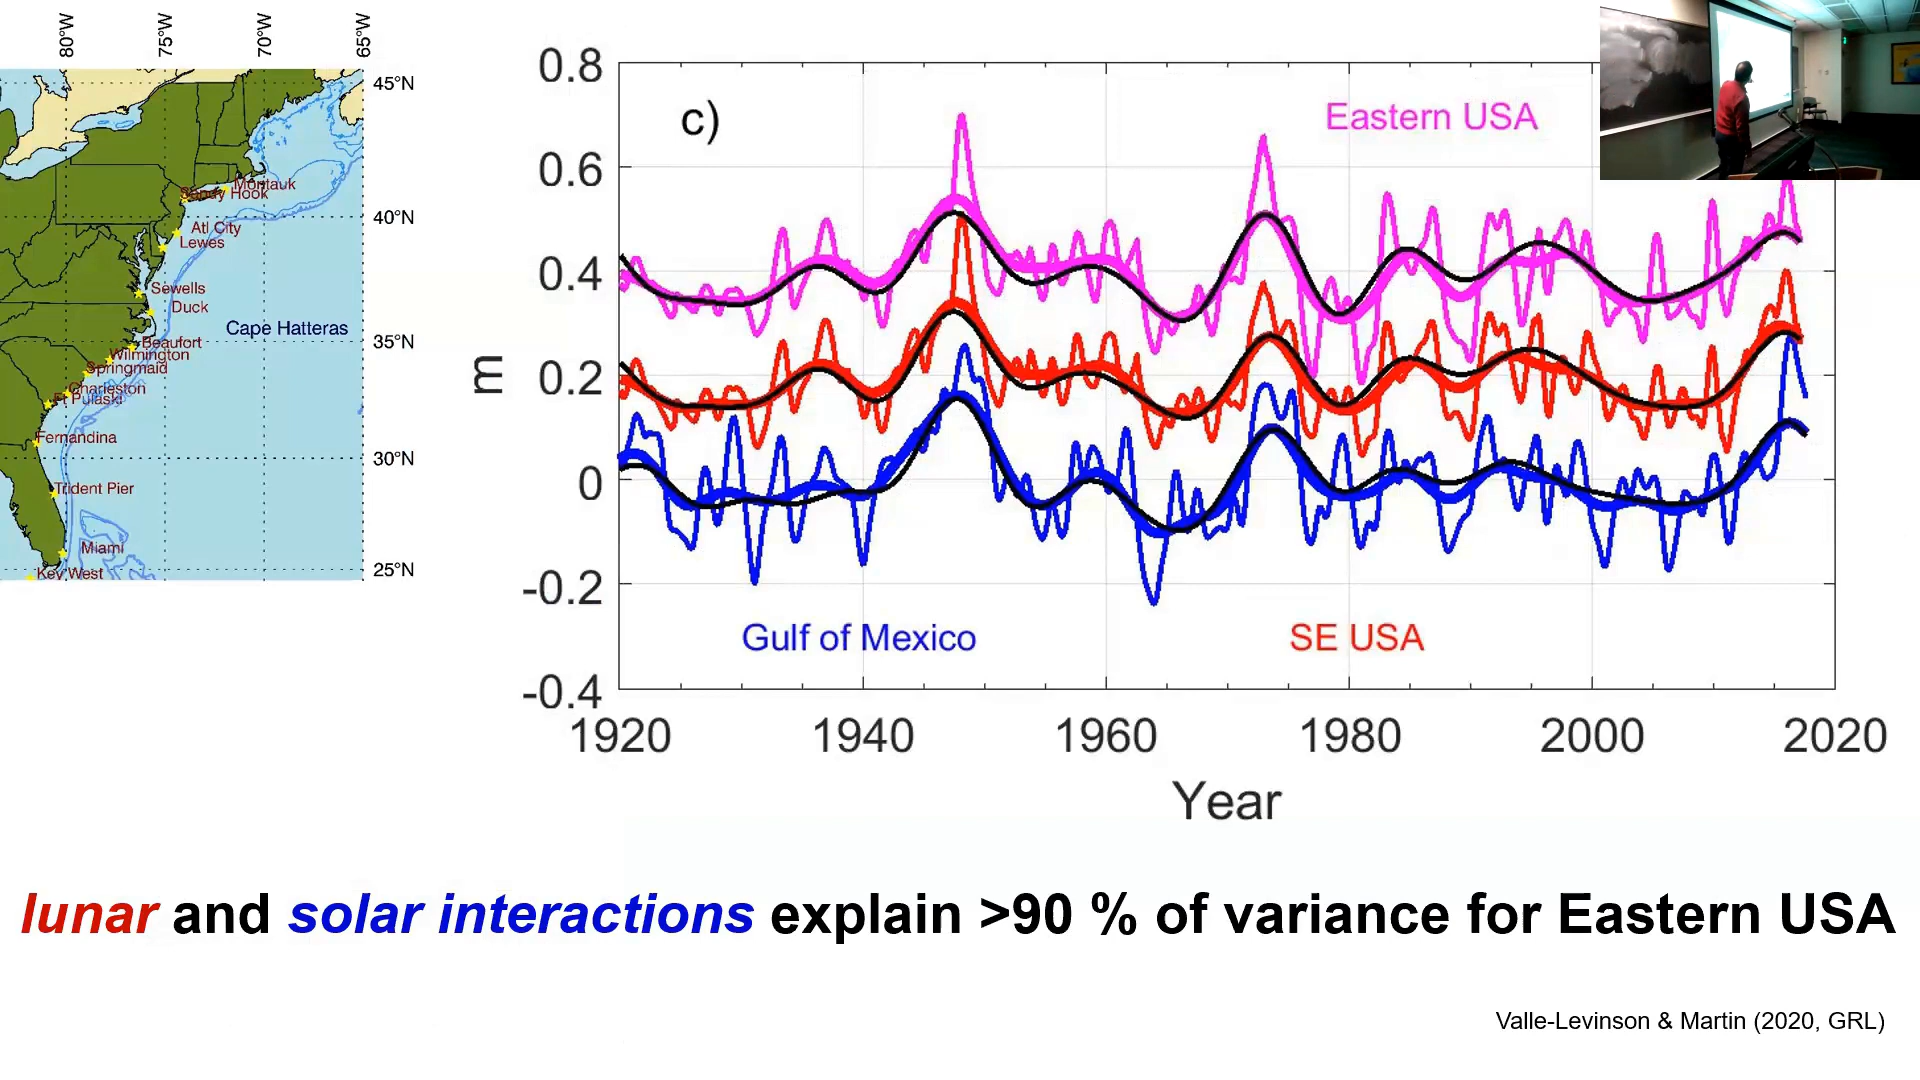 80°W
75°W
70°W
65°W
45°N
40°N
35°N
30°N
25°N
Montauk
Sandy Hook
Atl City
Lewes
Sewells
Duck
Cape Hatteras
Beaufort
Wilmington
Springmaid
Charleston
Ft Pulaski
Fernandina
Trident Pier
Miami
Key West
c)
Eastern USA
0.8
0.6
0.4
0.2
0
-0.2
-0.4
m
Gulf of Mexico
SE USA
1920
1940
1960
1980
2000
2020
Year
lunar and solar interactions explain >90 % of variance for Eastern USA
Valle-Levinson & Martin (2020, GRL)